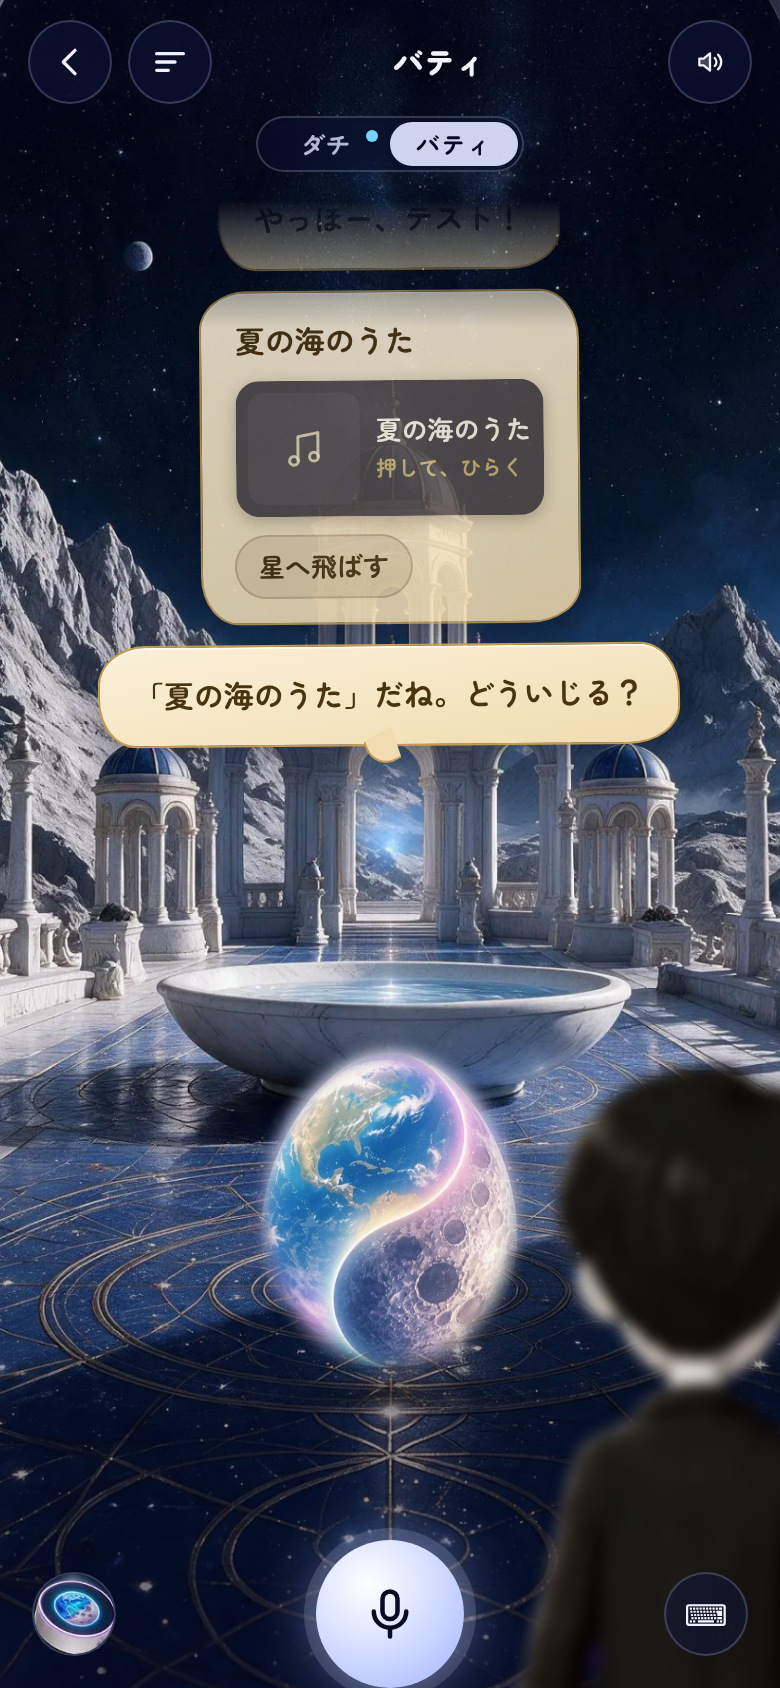 バティ
ダチ
バティ
やっほー、テスト！
夏の海のうた
夏の海のうた
押して、ひらく
星へ飛ばす
「夏の海のうた」だね。どういじる？